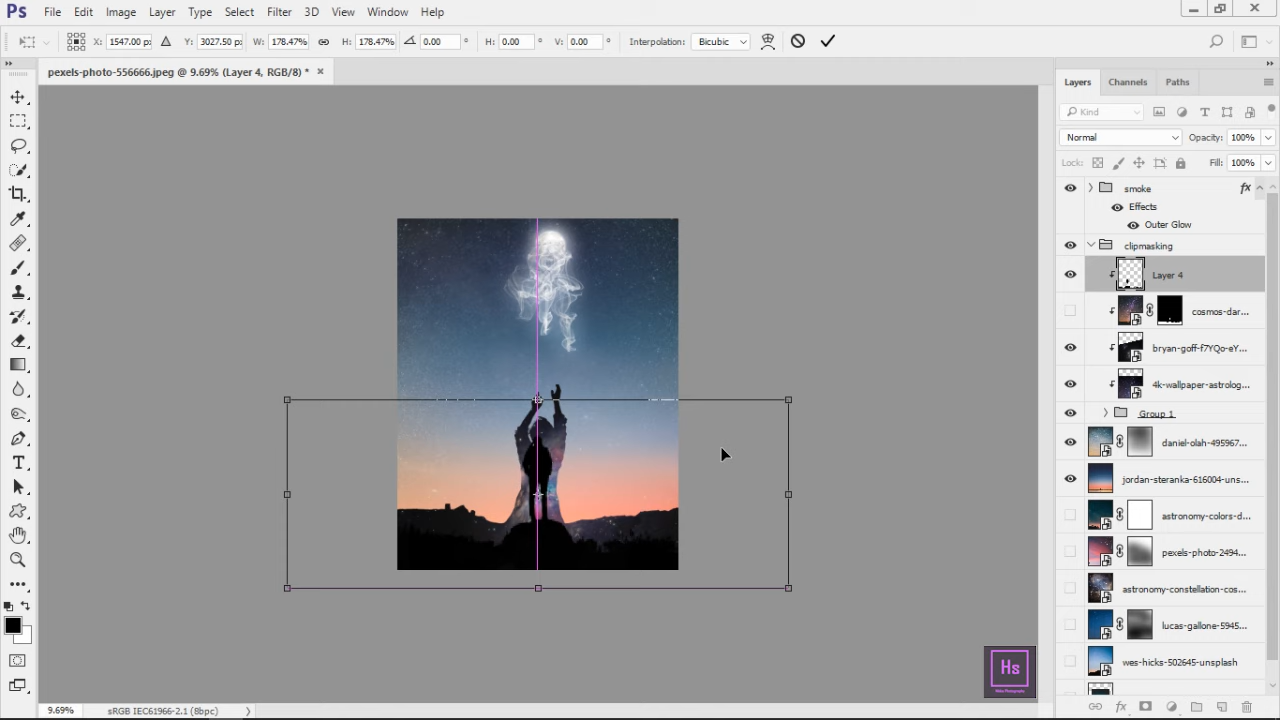 Ps File Edit Image Layer Type Select Filter 3D View Window Help
X: 1547.00 px Y: 3027.50 px W: 178.47% H: 178.47% 0.00 ° H: 0.00 ° V: 0.00 ° Interpolation: Bicubic
pexels-photo-556666.jpeg @ 9.69% (Layer 4, RGB/8) * ×
Layers Channels Paths
Kind
Normal Opacity: 100%
Lock: Fill: 100%
smoke fx
Effects
Outer Glow
clipmasking
Layer 4
cosmos-dar...
bryan-goff-f7YQo-eY...
4k-wallpaper-astrolog...
Group 1
daniel-olah-495967...
jordan-steranka-616004-uns...
astronomy-colors-d...
pexels-photo-2494...
astronomy-constellation-cos...
lucas-gallone-5945...
wes-hicks-502645-unsplash
Hs
9.69% sRGB IEC61966-2.1 (8bpc)
fx